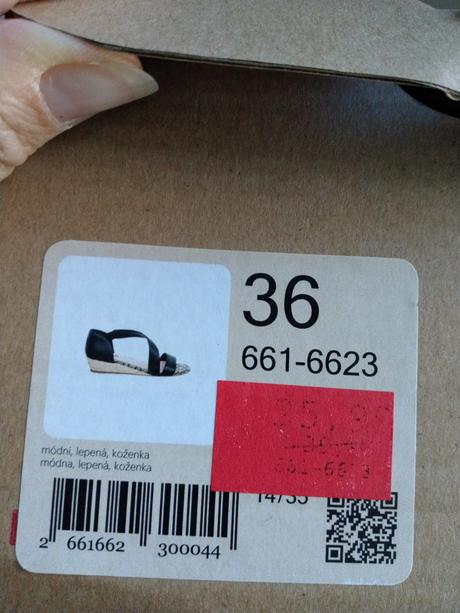 36
661-6623
módní, lepená, koženka
módna, lepená, koženka
14735
2 661662 300044